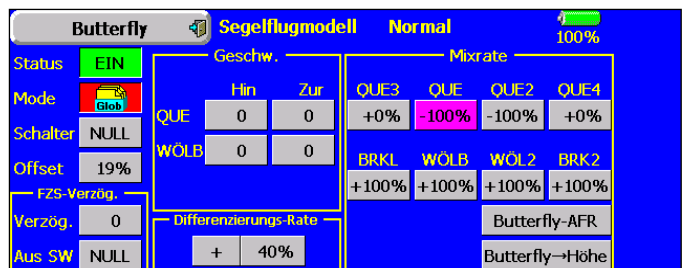 Butterfly Segelflugmodell Normal 100%
Status EIN Geschw. Mixrate
Hin Zur QUE3 QUE QUE2 QUE4
Mode Glob QUE 0 0 +0% -100% -100% +0%
Schalter NULL WÖLB 0 0
BRKL WÖLB WÖL2 BRK2
Offset 19% +100% +100% +100% +100%
FZS-Verzög.
Verzög. 0 Differenzierungs-Rate Butterfly-AFR
Aus SW NULL + 40% Butterfly→Höhe